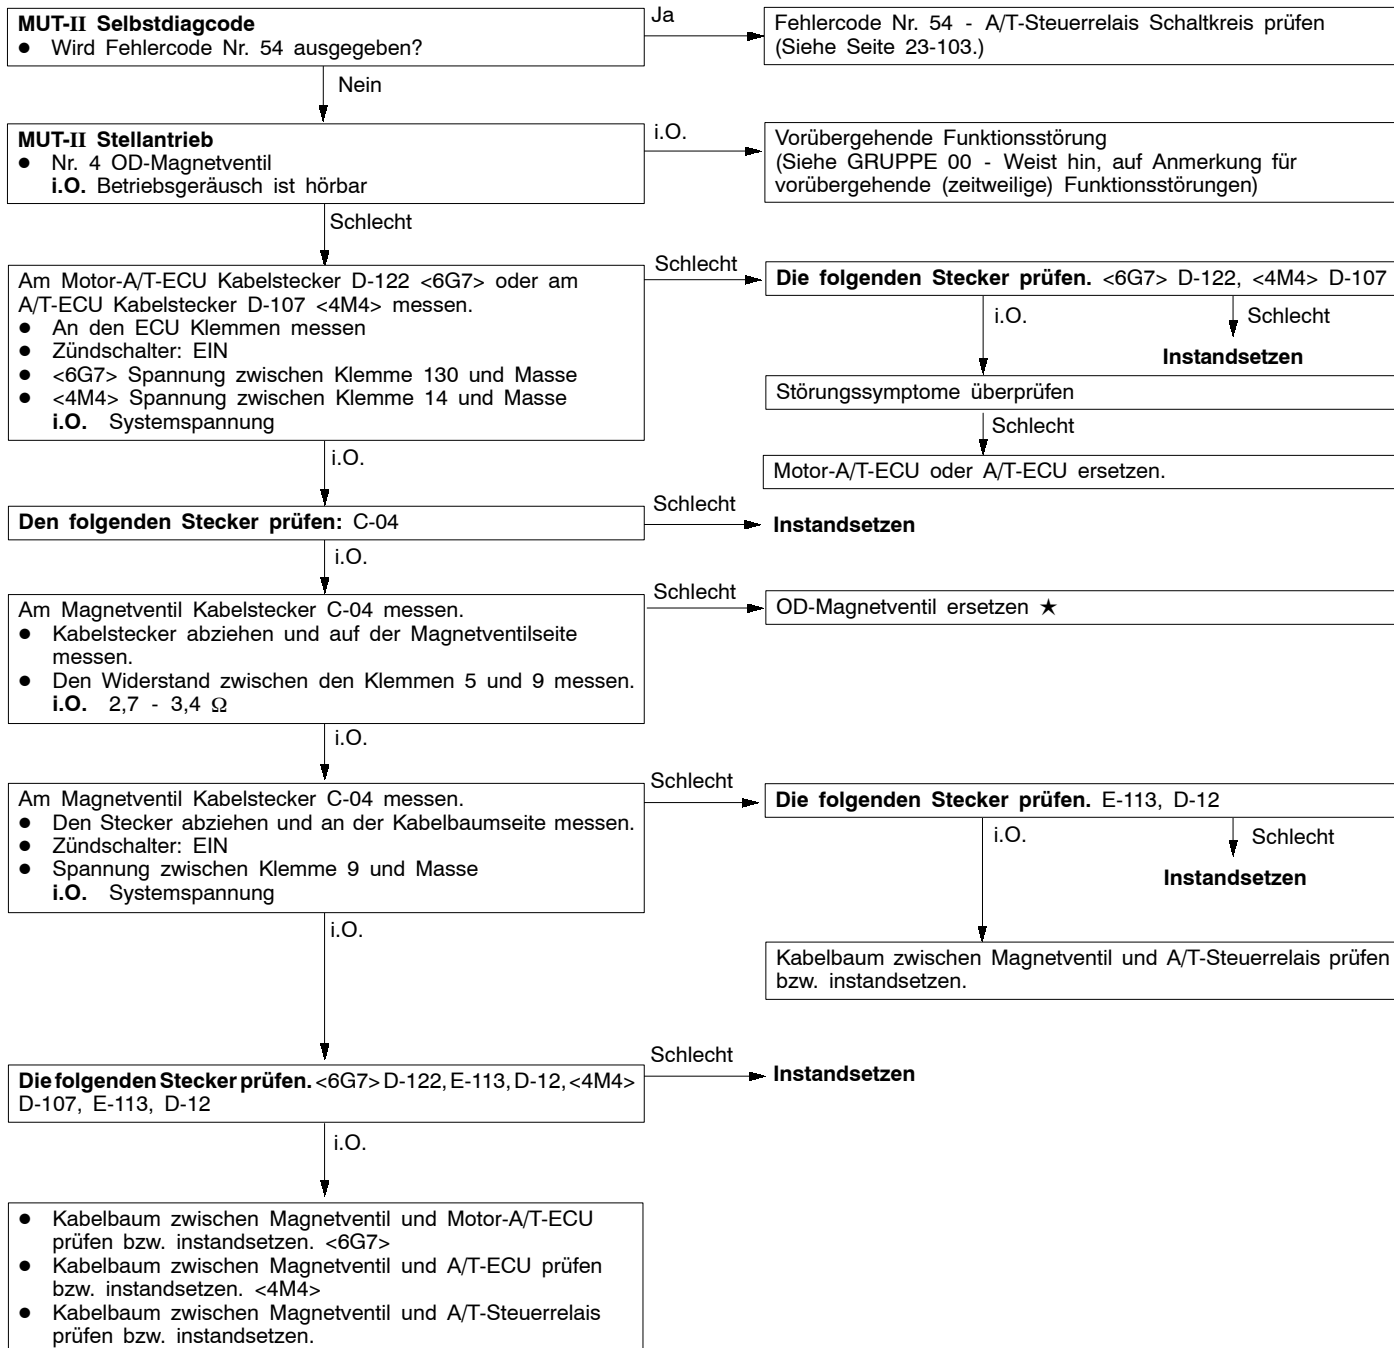 MUT-II Selbstdiagcode
● Wird Fehlercode Nr. 54 ausgegeben?
Ja
Fehlercode Nr. 54 - A/T-Steuerrelais Schaltkreis prüfen
(Siehe Seite 23-103.)
Nein
MUT-II Stellantrieb
● Nr. 4 OD-Magnetventil
i.O. Betriebsgeräusch ist hörbar
i.O.
Vorübergehende Funktionsstörung
(Siehe GRUPPE 00 - Weist hin, auf Anmerkung für
vorübergehende (zeitweilige) Funktionsstörungen)
Schlecht
Am Motor-A/T-ECU Kabelstecker D-122 <6G7> oder am
A/T-ECU Kabelstecker D-107 <4M4> messen.
● An den ECU Klemmen messen
● Zündschalter: EIN
● <6G7> Spannung zwischen Klemme 130 und Masse
● <4M4> Spannung zwischen Klemme 14 und Masse
i.O. Systemspannung
Schlecht
Die folgenden Stecker prüfen. <6G7> D-122, <4M4> D-107
i.O.
Schlecht
Instandsetzen
Störungssymptome überprüfen
Schlecht
Motor-A/T-ECU oder A/T-ECU ersetzen.
i.O.
Den folgenden Stecker prüfen: C-04
Schlecht
Instandsetzen
i.O.
Am Magnetventil Kabelstecker C-04 messen.
● Kabelstecker abziehen und auf der Magnetventilseite
messen.
● Den Widerstand zwischen den Klemmen 5 und 9 messen.
i.O. 2,7 - 3,4 Ω
Schlecht
OD-Magnetventil ersetzen ★
i.O.
Am Magnetventil Kabelstecker C-04 messen.
● Den Stecker abziehen und an der Kabelbaumseite messen.
● Zündschalter: EIN
● Spannung zwischen Klemme 9 und Masse
i.O. Systemspannung
Schlecht
Die folgenden Stecker prüfen. E-113, D-12
i.O.
Schlecht
Instandsetzen
Kabelbaum zwischen Magnetventil und A/T-Steuerrelais prüfen
bzw. instandsetzen.
i.O.
Die folgenden Stecker prüfen. <6G7> D-122, E-113, D-12, <4M4>
D-107, E-113, D-12
Schlecht
Instandsetzen
i.O.
● Kabelbaum zwischen Magnetventil und Motor-A/T-ECU
prüfen bzw. instandsetzen. <6G7>
● Kabelbaum zwischen Magnetventil und A/T-ECU prüfen
bzw. instandsetzen. <4M4>
● Kabelbaum zwischen Magnetventil und A/T-Steuerrelais
prüfen bzw. instandsetzen.